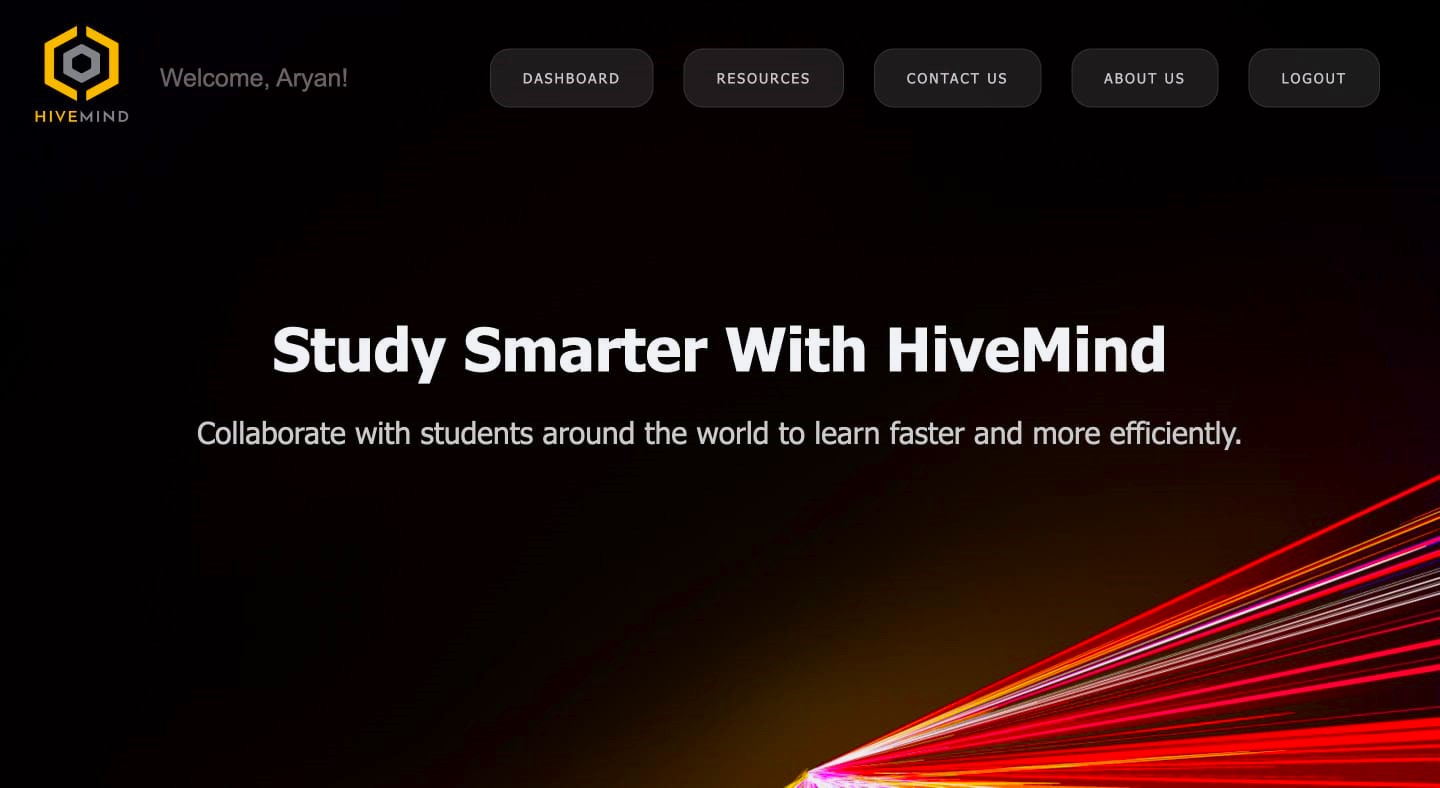 HIVEMIND
Welcome, Aryan!
DASHBOARD
RESOURCES
CONTACT US
ABOUT US
LOGOUT
Study Smarter With HiveMind
Collaborate with students around the world to learn faster and more efficiently.